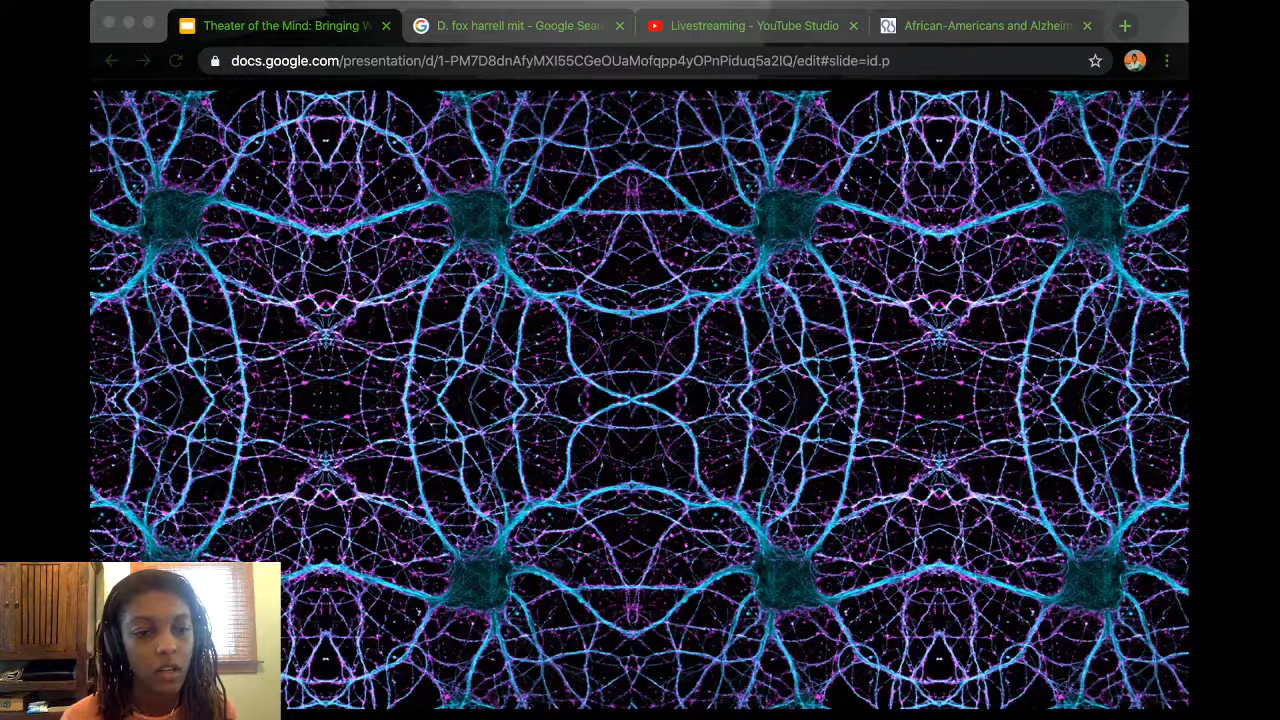 Theater of the Mind: Bringing W
D. fox harrell mit - Google Sear
Livestreaming - YouTube Studio
African-Americans and Alzheim
docs.google.com/presentation/d/1-PM7D8dnAfyMXI55CGeOUaMofqpp4yOPnPiduq5a2IQ/edit#slide=id.p